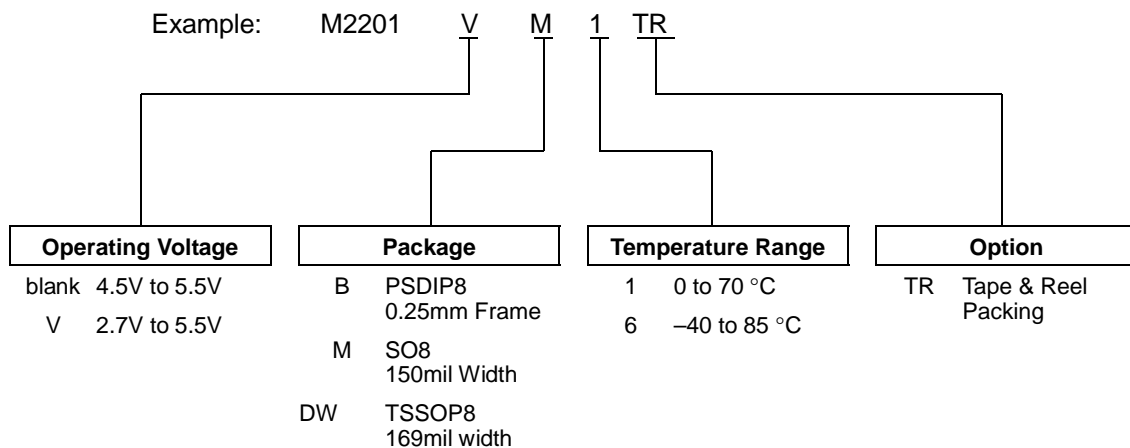 Example: M2201 V M 1 TR
Operating Voltage
blank 4.5V to 5.5V
V 2.7V to 5.5V
Package
B PSDIP8
0.25mm Frame
M SO8
150mil Width
DW TSSOP8
169mil width
Temperature Range
1 0 to 70 °C
6 –40 to 85 °C
Option
TR Tape & Reel
Packing